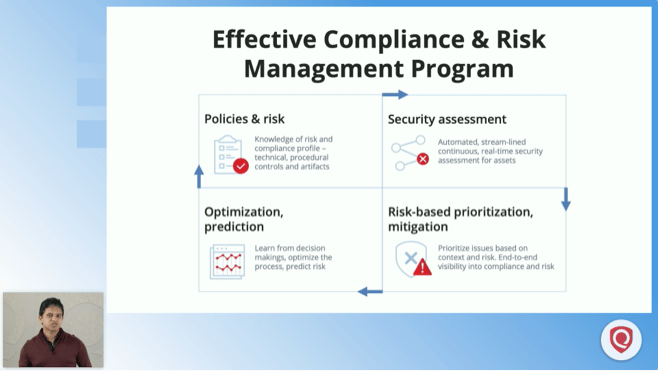 Effective Compliance & Risk
Management Program
Policies & risk
Knowledge of risk and
compliance profile –
technical, procedural
controls and artifacts
Security assessment
Automated, stream-lined
continuous, real-time security
assessment for assets
Optimization,
prediction
Learn from decision
makings, optimize the
process, predict risk
Risk-based prioritization,
mitigation
Prioritize issues based on
context and risk. End-to-end
visibility into compliance and risk